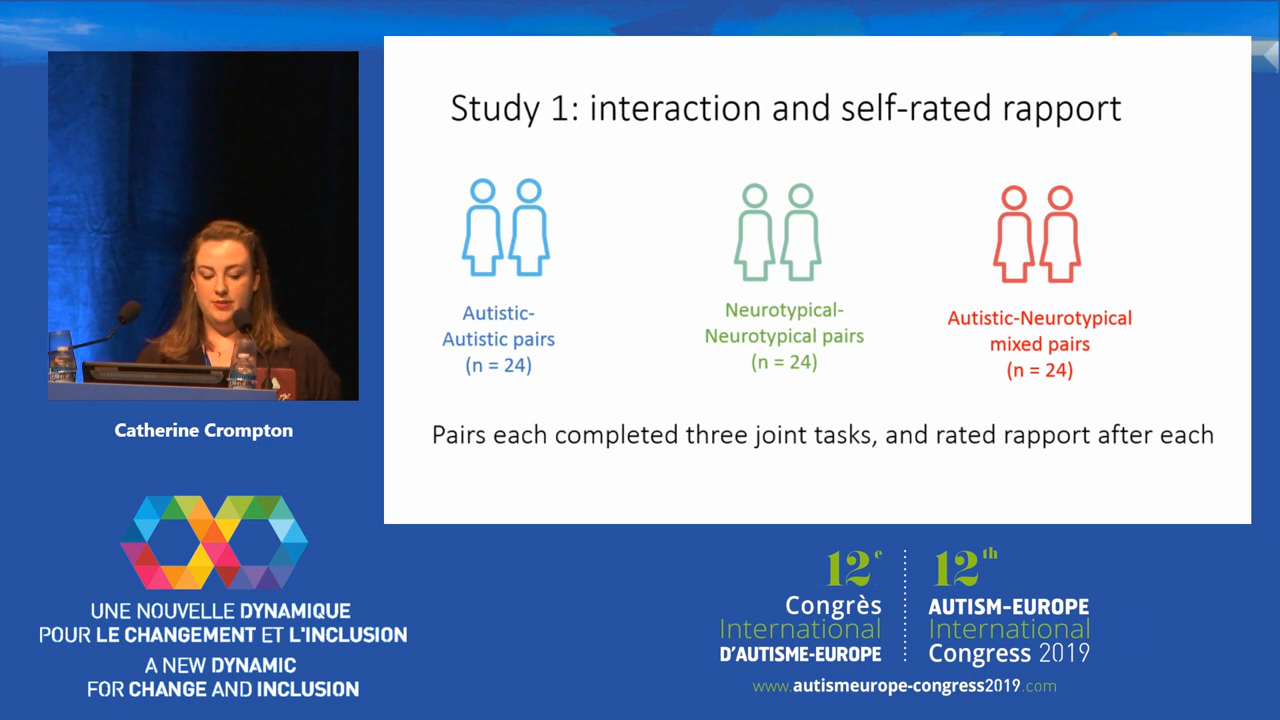 Study 1: interaction and self-rated rapport
Autistic-
Autistic pairs
(n = 24)
Neurotypical-
Neurotypical pairs
(n = 24)
Autistic-Neurotypical
mixed pairs
(n = 24)
Pairs each completed three joint tasks, and rated rapport after each
Catherine Crompton
UNE NOUVELLE DYNAMIQUE
POUR LE CHANGEMENT ET L'INCLUSION
A NEW DYNAMIC
FOR CHANGE AND INCLUSION
12e
Congrès
International
D'AUTISME-EUROPE
12th
AUTISM-EUROPE
International
Congress 2019
www.autismeurope-congress2019.com